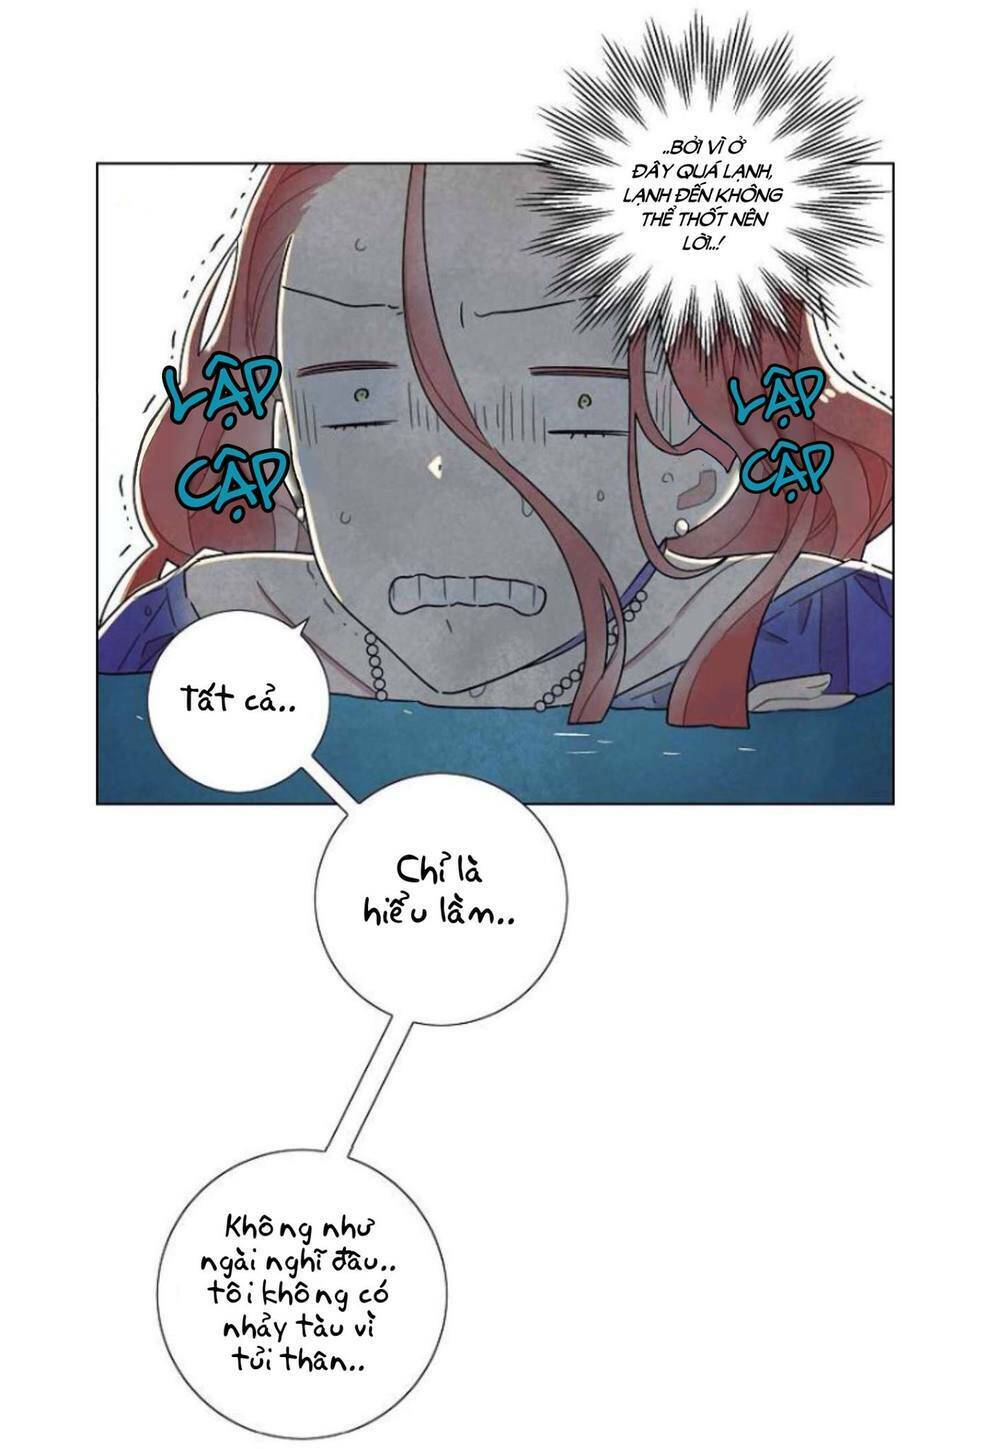 ..BỞI VÌ Ở
ĐÂY QUÁ LẠNH,
LẠNH ĐẾN KHÔNG
THỂ THỐT NÊN
LỜI..!
LẬP
CẬP
LẬP
CẬP
Tất cả..
Chỉ là
hiểu lầm..
Không như
ngài nghĩ đâu..
tôi không có
nhảy tàu vì
tủi thân..